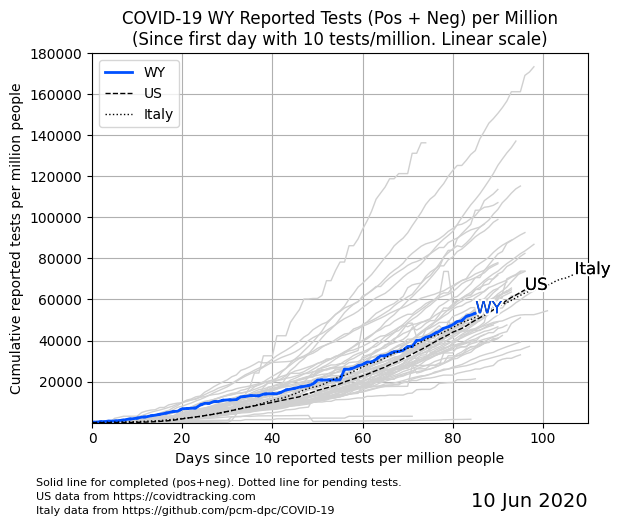 COVID-19 WY Reported Tests (Pos + Neg) per Million
(Since first day with 10 tests/million. Linear scale)
Cumulative reported tests per million people
180000
160000
140000
120000
100000
80000
60000
40000
20000
WY
US
Italy
Italy
US
WY
0
20
40
60
80
100
Days since 10 reported tests per million people
Solid line for completed (pos+neg). Dotted line for pending tests.
US data from https://covidtracking.com
Italy data from https://github.com/pcm-dpc/COVID-19
10 Jun 2020